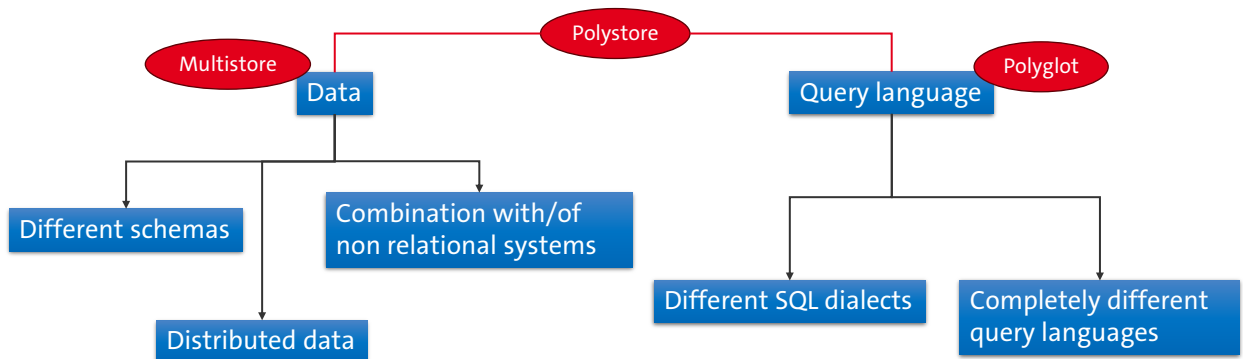 Polystore
Multistore
Polyglot
Data
Query language
Different schemas
Combination with/of
non relational systems
Distributed data
Different SQL dialects
Completely different
query languages